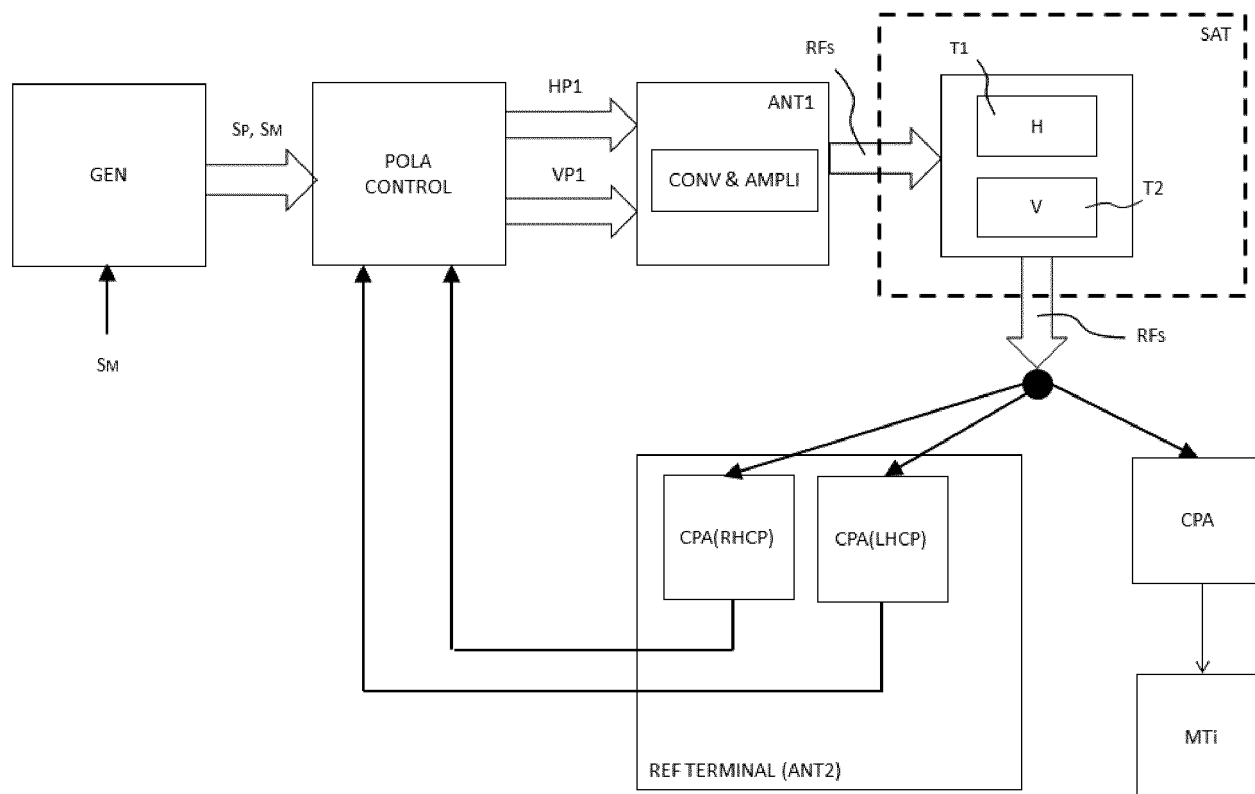 SAT
RFs
T1
HP1
ANT1
SP, SM
GEN
POLA
CONTROL
H
VP1
CONV & AMPLI
T2
V
SM
RFs
CPA(RHCP)
CPA(LHCP)
CPA
MTi
REF TERMINAL (ANT2)